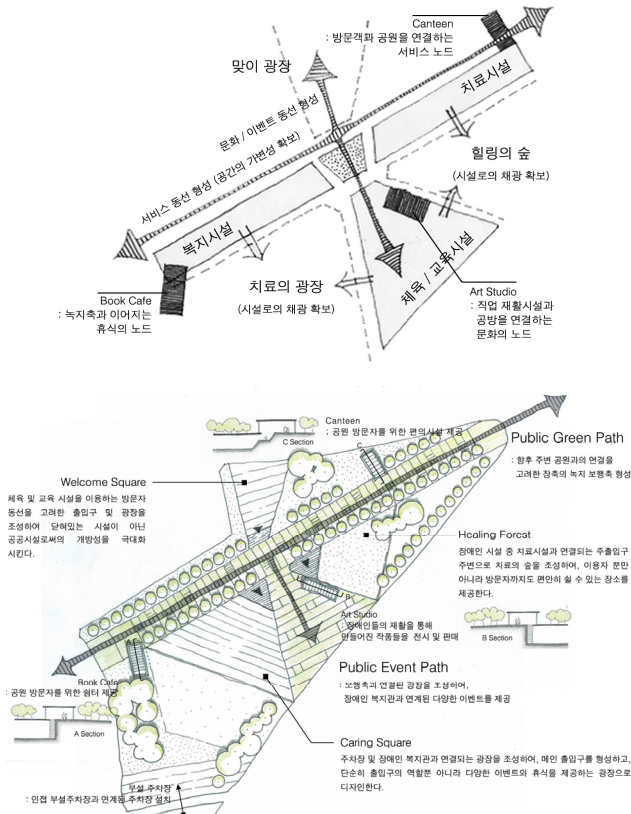 Canteen
: 방문객과 공원을 연결하는
서비스 노드
맞이 광장
치료시설
문화 / 이벤트 동선 형성
서비스 동선 형성 (공간의 가변성 확보)
힐링의 숲
(시설로의 채광 확보)
복지시설
체육 / 교육시설
치료의 광장
(시설로의 채광 확보)
Book Cafe
: 녹지축과 이어지는
휴식의 노드
Art Studio
: 직업 재활시설과
공방을 연결하는
문화의 노드
Canteen
: 공원 방문자를 위한 편의시설 제공
C Section
C
Public Green Path
: 향후 주변 공원과의 연결을
고려한 장축의 녹지 보행축 형성
Welcome Square
체육 및 교육 시설을 이용하는 방문자
동선을 고려한 출입구 및 광장을
조성하여 닫혀있는 시설이 아닌
공공시설로써의 개방성을 극대화
시킨다.
Healing Forest
장애인 시설 중 치료시설과 연결되는 주출입구
주변으로 치료의 숲을 조성하여, 이용자 뿐만
아니라 방문자까지도 편안히 쉴 수 있는 장소를
제공한다.
B
Art Studio
: 장애인들의 재활을 통해
만들어진 작품들을 전시 및 판매
B Section
A
Book Cafe
: 공원 방문자를 위한 쉼터 제공
A Section
Public Event Path
: 보행축과 연결된 광장을 조성하여,
장애인 복지관과 연계된 다양한 이벤트를 제공
Caring Square
주차장 및 장애인 복지관과 연결되는 광장을 조성하여, 메인 출입구를 형성하고,
단순히 출입구의 역할뿐 아니라 다양한 이벤트와 휴식을 제공하는 광장으로
디자인한다.
부설 주차장
: 인접 부설주차장과 연계된 주차장 설치